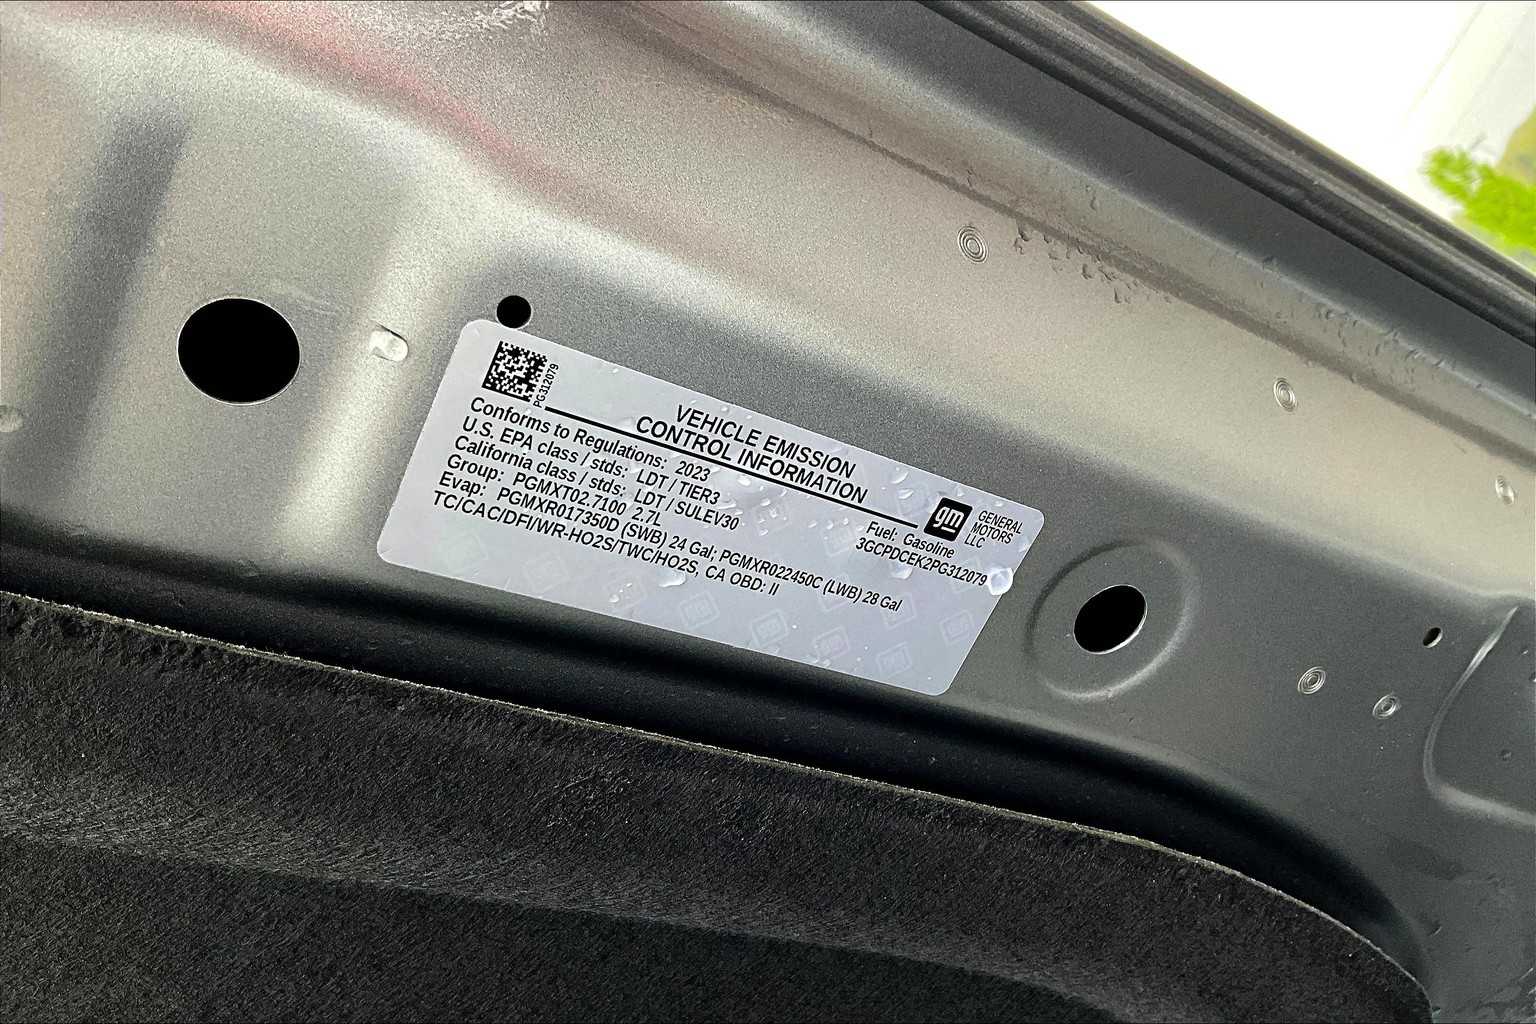 PG312079
VEHICLE EMISSION
CONTROL INFORMATION
gm
GENERAL
MOTORS
LLC
Conforms to Regulations: 2023
U.S. EPA class / stds: LDT / TIER3
California class / stds: LDT / SULEV30
Group: PGMXT02.7100 2.7L
Evap: PGMXR017350D (SWB) 24 Gal; PGMXR022450C (LWB) 28 Gal
TC/CAC/DFI/WR-HO2S/TWC/HO2S, CA OBD: II
Fuel: Gasoline
3GCPDCEK2PG312079